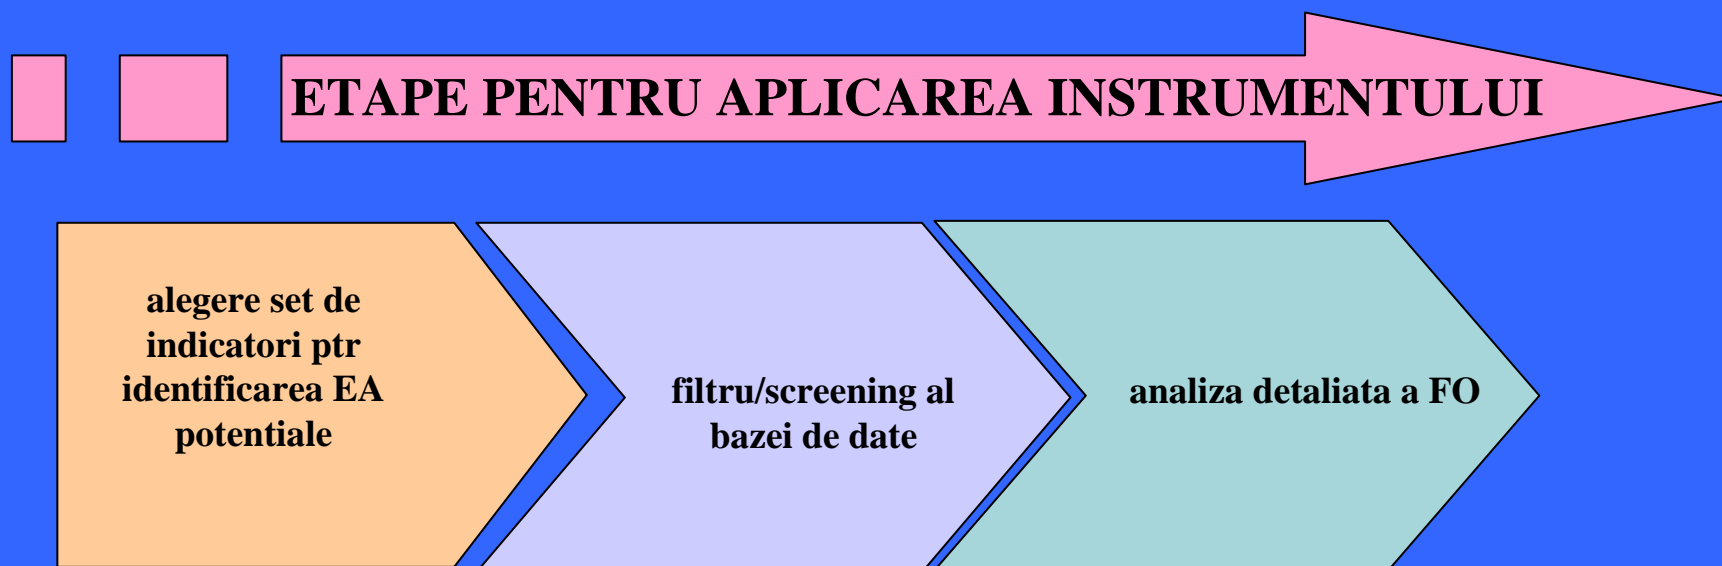 ETAPE PENTRU APLICAREA INSTRUMENTULUI
alegere set de
indicatori ptr
identificarea EA
potentiale
filtru/screening al
bazei de date
analiza detaliata a FO